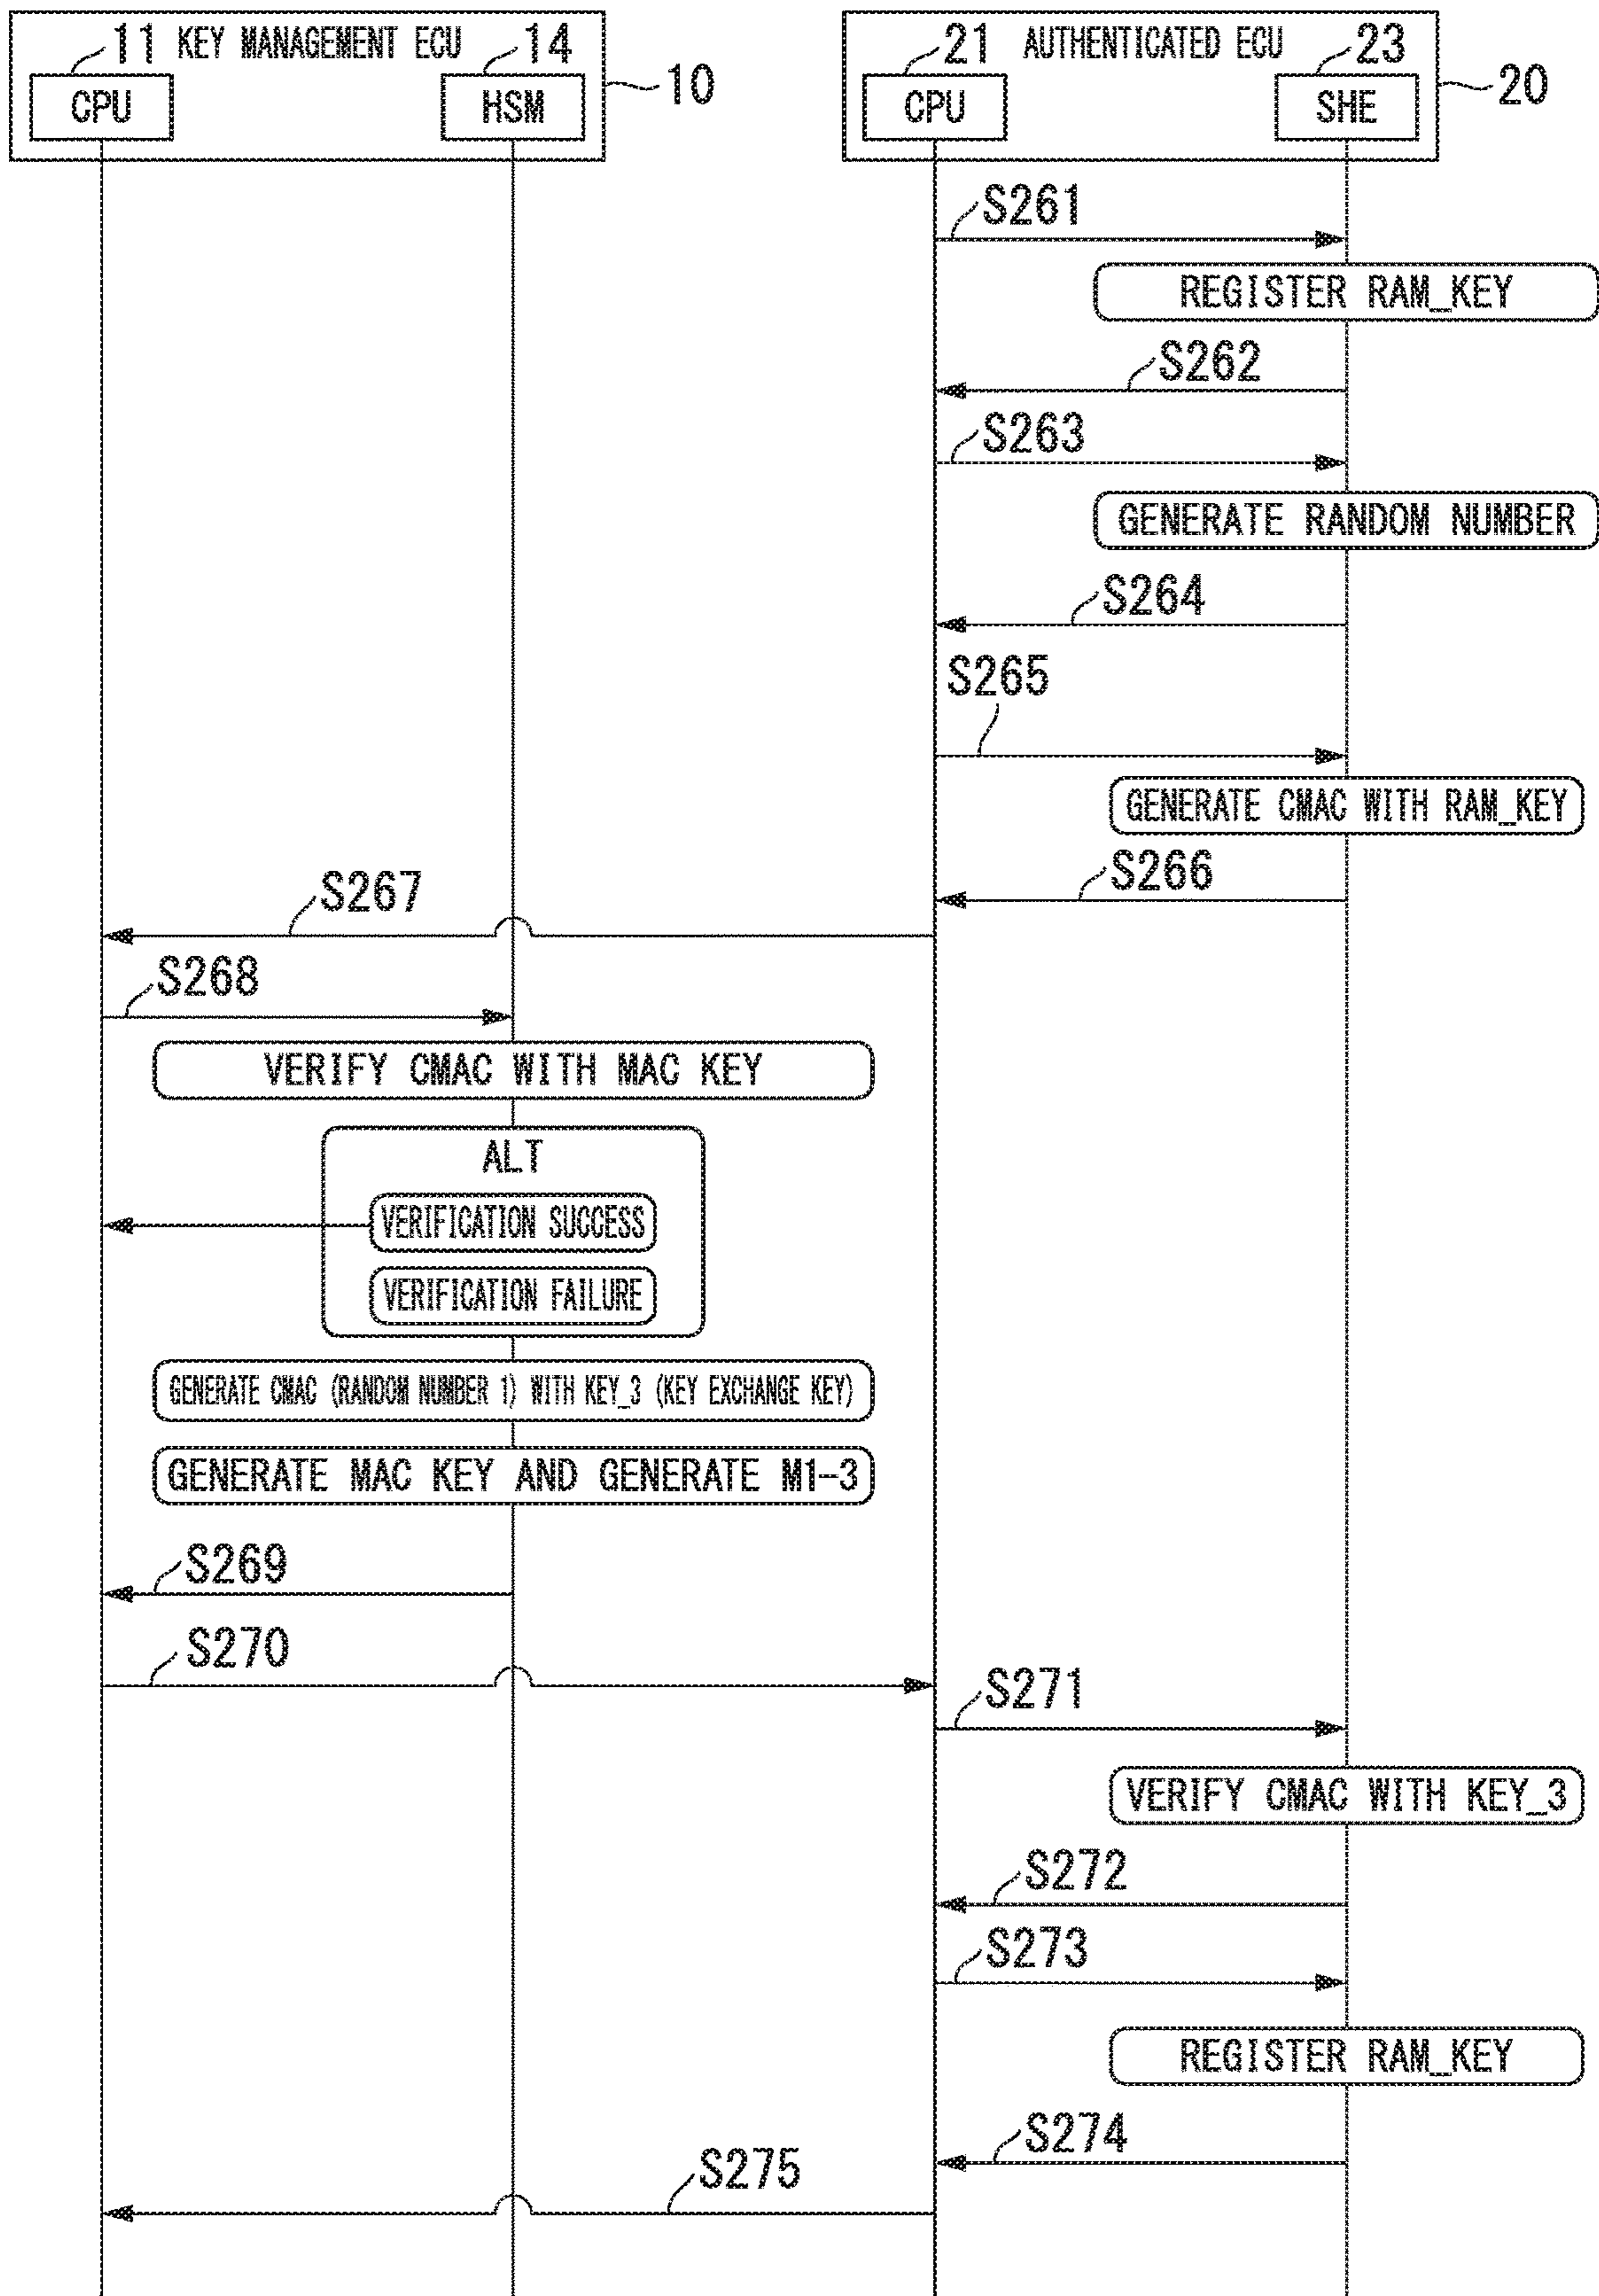 11 KEY MANAGEMENT ECU 14
CPU
HSM
10
21 AUTHENTICATED ECU 23
CPU
SHE
20
S261
REGISTER RAM_KEY
S262
S263
GENERATE RANDOM NUMBER
S264
S265
GENERATE CMAC WITH RAM_KEY
S266
S267
S268
VERIFY CMAC WITH MAC KEY
ALT
VERIFICATION SUCCESS
VERIFICATION FAILURE
GENERATE CMAC (RANDOM NUMBER 1) WITH KEY_3 (KEY EXCHANGE KEY)
GENERATE MAC KEY AND GENERATE M1-3
S269
S270
S271
VERIFY CMAC WITH KEY_3
S272
S273
REGISTER RAM_KEY
S274
S275